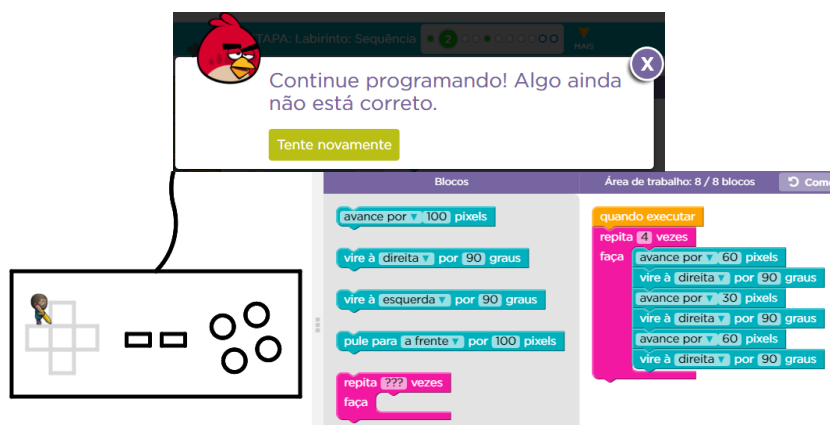 ETAPA: Labirinto: Sequência 2
MAIS
X
Continue programando! Algo ainda
não está correto.
Tente novamente
Blocos
Área de trabalho: 8 / 8 blocos
avance por 100 pixels
vire à direita por 90 graus
vire à esquerda por 90 graus
pule para a frente por 100 pixels
repita ??? vezes
faça
quando executar
repita 4 vezes
faça avance por 60 pixels
vire à direita por 90 graus
avance por 30 pixels
vire à direita por 90 graus
avance por 60 pixels
vire à direita por 90 graus